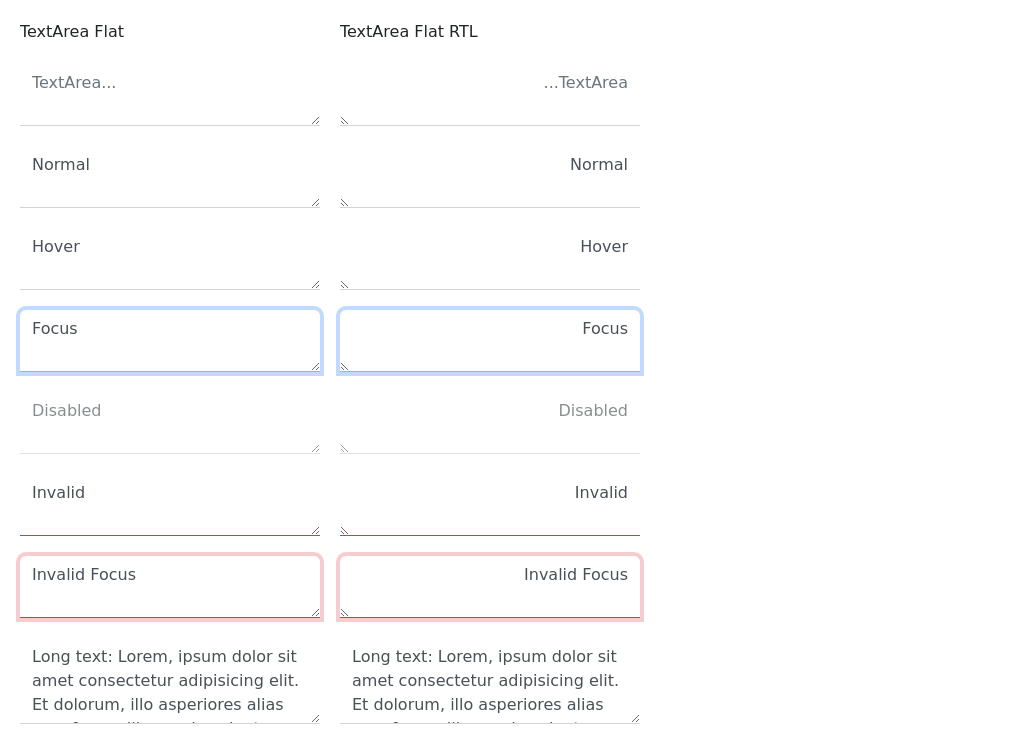 TextArea Flat
TextArea Flat RTL
TextArea...
...TextArea
Normal
Normal
Hover
Hover
Focus
Focus
Disabled
Disabled
Invalid
Invalid
Invalid Focus
Invalid Focus
Long text: Lorem, ipsum dolor sit
amet consectetur adipisicing elit.
Et dolorum, illo asperiores alias
Long text: Lorem, ipsum dolor sit
amet consectetur adipisicing elit.
Et dolorum, illo asperiores alias